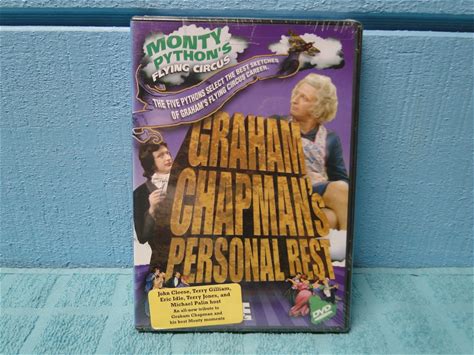 MONTY
PYTHON'S
FLYING CIRCUS
THE FIVE PYTHONS SELECT THE BEST SKETCHES
OF GRAHAM'S FLYING CIRCUS CAREER.
GRAHAM
CHAPMAN'S
PERSONAL BEST
John Cleese, Terry Gilliam,
Eric Idle, Terry Jones, and
Michael Palin host
An all-new tribute to
Graham Chapman and
his best Monty moments
DVD